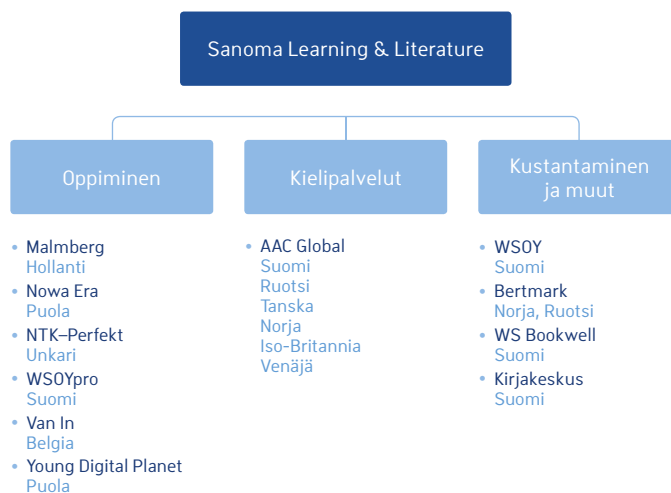 Sanoma Learning & Literature
Oppiminen
• Malmberg
Hollanti
• Nowa Era
Puola
• NTK–Perfekt
Unkari
• WSOYpro
Suomi
• Van In
Belgia
• Young Digital Planet
Puola
Kielipalvelut
• AAC Global
Suomi
Ruotsi
Tanska
Norja
Iso-Britannia
Venäjä
Kustantaminen
ja muut
• WSOY
Suomi
• Bertmark
Norja, Ruotsi
• WS Bookwell
Suomi
• Kirjakeskus
Suomi